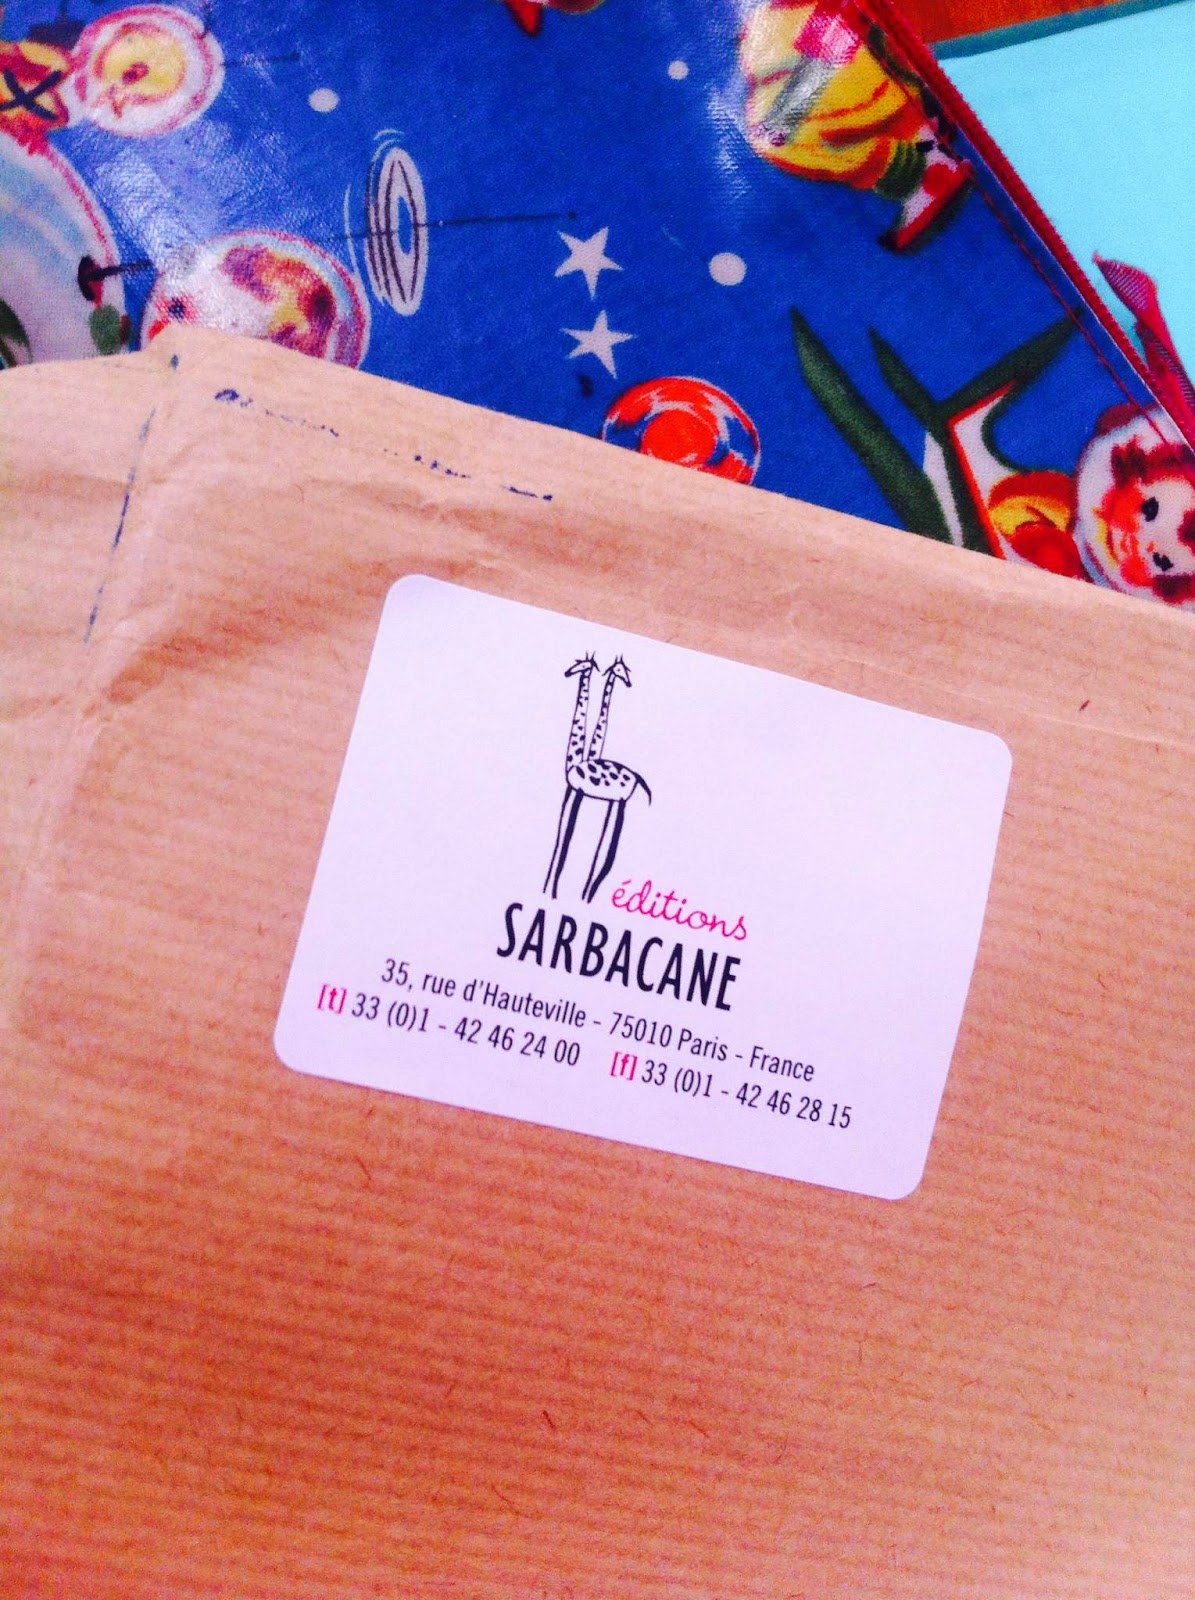 éditions
SARBACANE
35, rue d'Hauteville - 75010 Paris - France
[t] 33 (0)1 - 42 46 24 00 [f] 33 (0)1 - 42 46 28 15